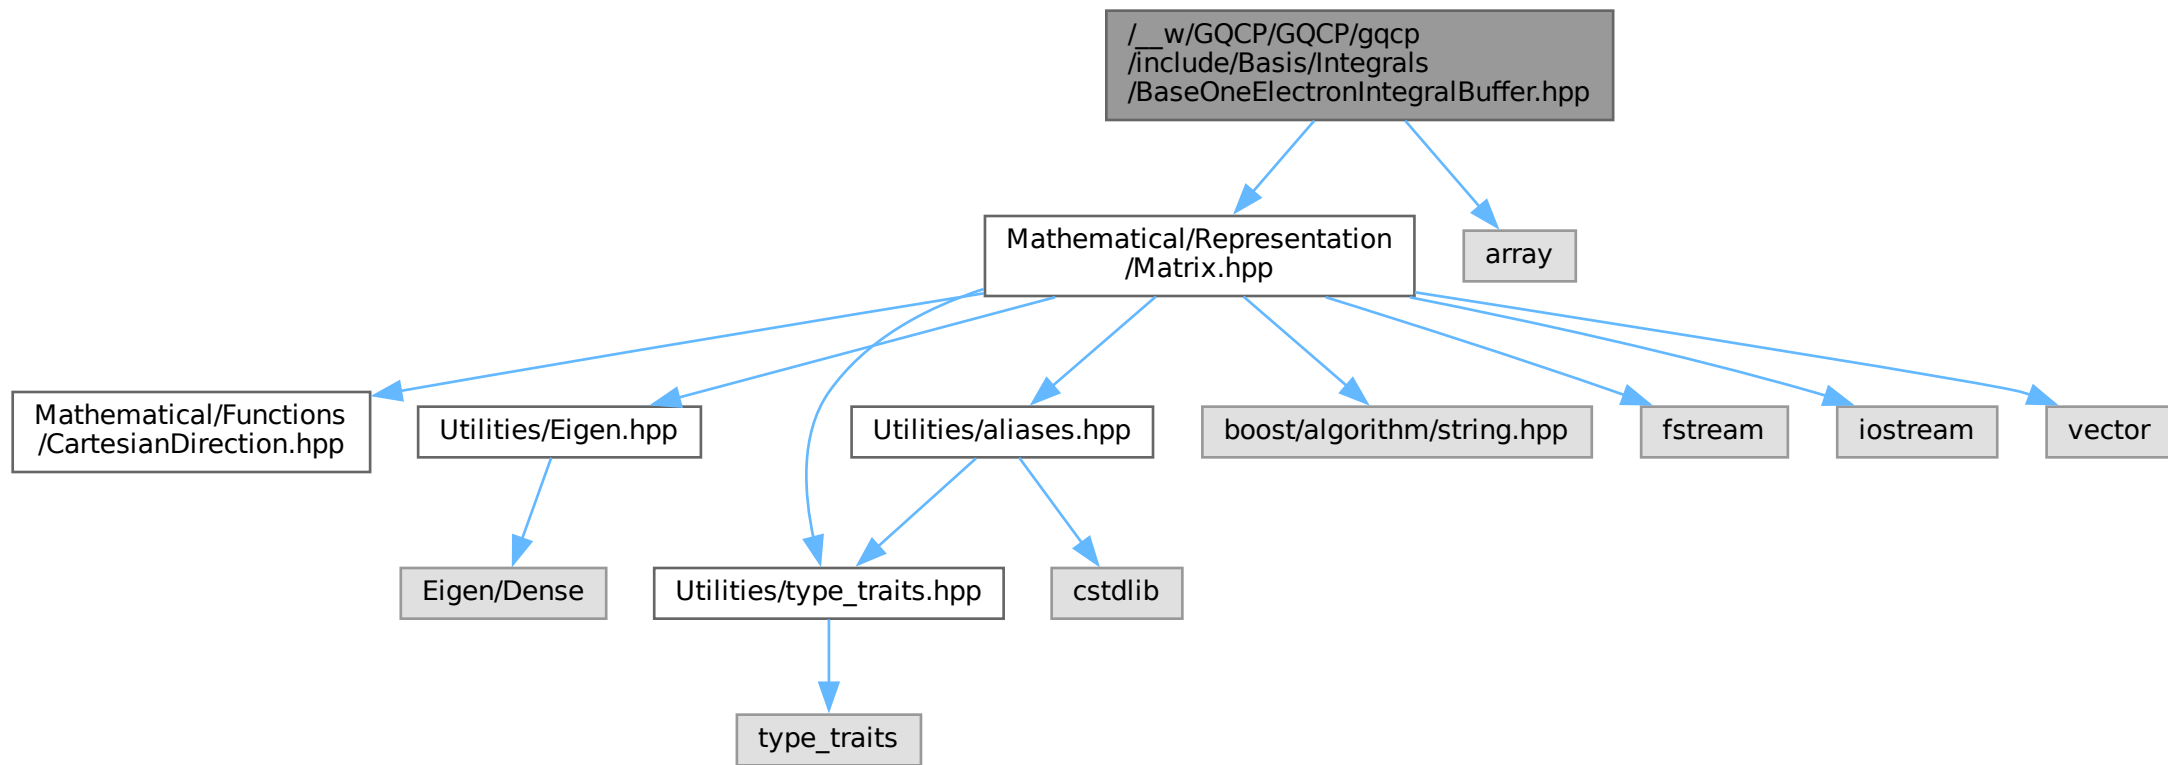 /__w/GQCP/GQCP/gqcp
/include/Basis/Integrals
/BaseOneElectronIntegralBuffer.hpp
Mathematical/Representation
/Matrix.hpp
array
Mathematical/Functions
/CartesianDirection.hpp
Utilities/Eigen.hpp
Utilities/aliases.hpp
boost/algorithm/string.hpp
fstream
iostream
vector
Eigen/Dense
Utilities/type_traits.hpp
cstdlib
type_traits